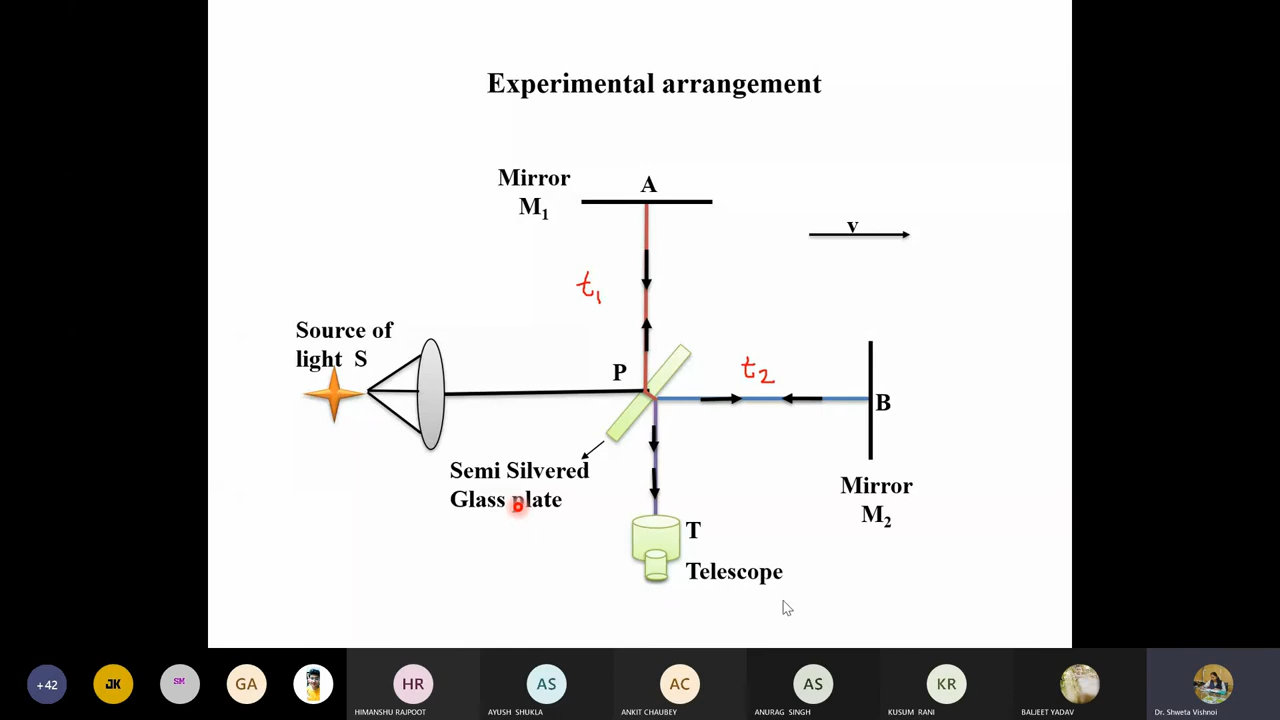 Experimental arrangement
Mirror
M1
A
v
t1
Source of
light S
P
t2
B
Semi Silvered
Glass plate
Mirror
M2
T
Telescope
+42
JK
SM
GA
HR
HIMANSHU RAJPOOT
AS
AYUSH SHUKLA
AC
ANKIT CHAUBEY
AS
ANURAG SINGH
KR
KUSUM RANI
BALJEET YADAV
Dr. Shweta Vishnoi